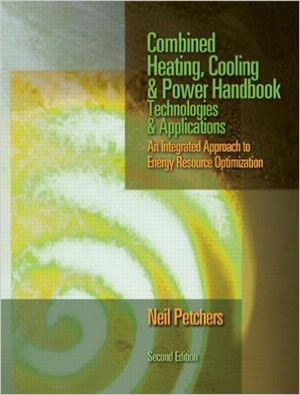 Combined
Heating, Cooling
& Power Handbook
Technologies
& Applications
An Integrated Approach to
Energy Resource Optimization
Neil Petchers
Second Edition